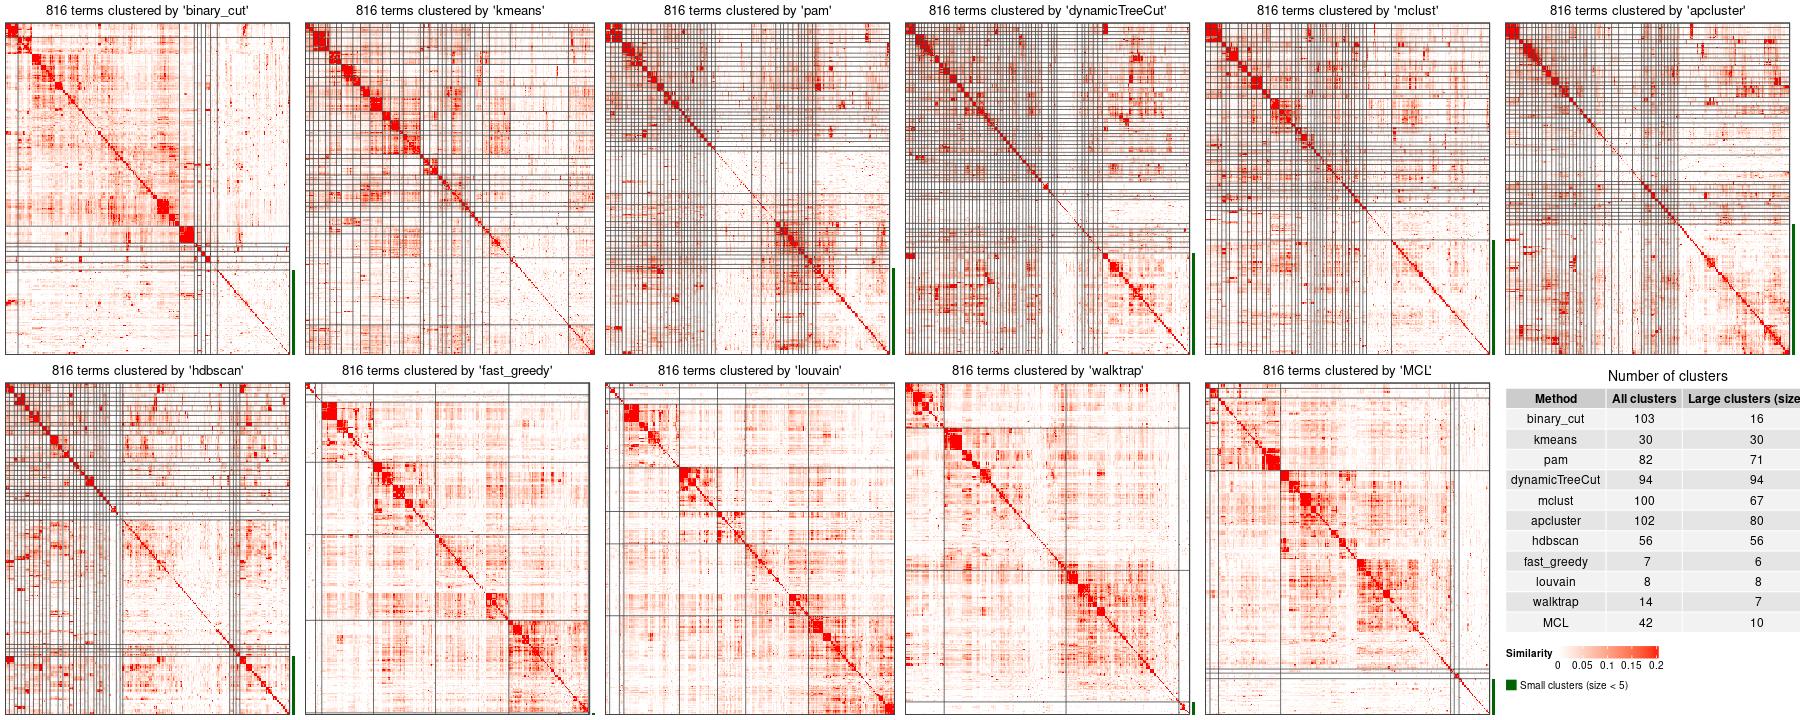 816 terms clustered by 'binary_cut'
816 terms clustered by 'kmeans'
816 terms clustered by 'pam'
816 terms clustered by 'dynamicTreeCut'
816 terms clustered by 'mclust'
816 terms clustered by 'apcluster'
816 terms clustered by 'hdbscan'
816 terms clustered by 'fast_greedy'
816 terms clustered by 'louvain'
816 terms clustered by 'walktrap'
816 terms clustered by 'MCL'
Number of clusters
Method All clusters Large clusters (size
binary_cut 103 16
kmeans 30 30
pam 82 71
dynamicTreeCut 94 94
mclust 100 67
apcluster 102 80
hdbscan 56 56
fast_greedy 7 6
louvain 8 8
walktrap 14 7
MCL 42 10
Similarity
0 0.05 0.1 0.15 0.2
Small clusters (size < 5)